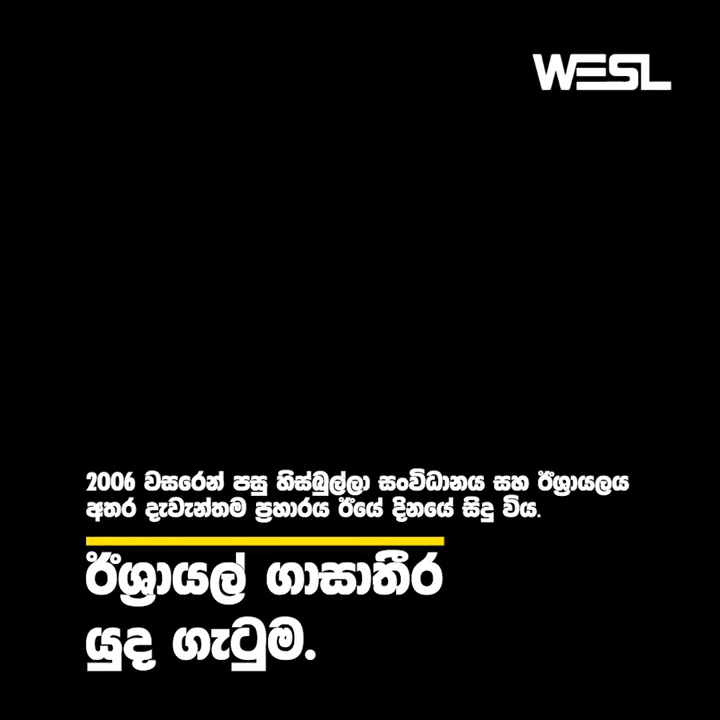 WESL
2006 වසරෙන් පසු හිස්බුල්ලා සංවිධානය සහ ඊශ්‍රායලය
අතර දැවැන්තම ප්‍රහාරය ඊයේ දිනයේ සිදු විය.
ඊශ්‍රායල් ගාසාතීර
යුද ගැටුම.